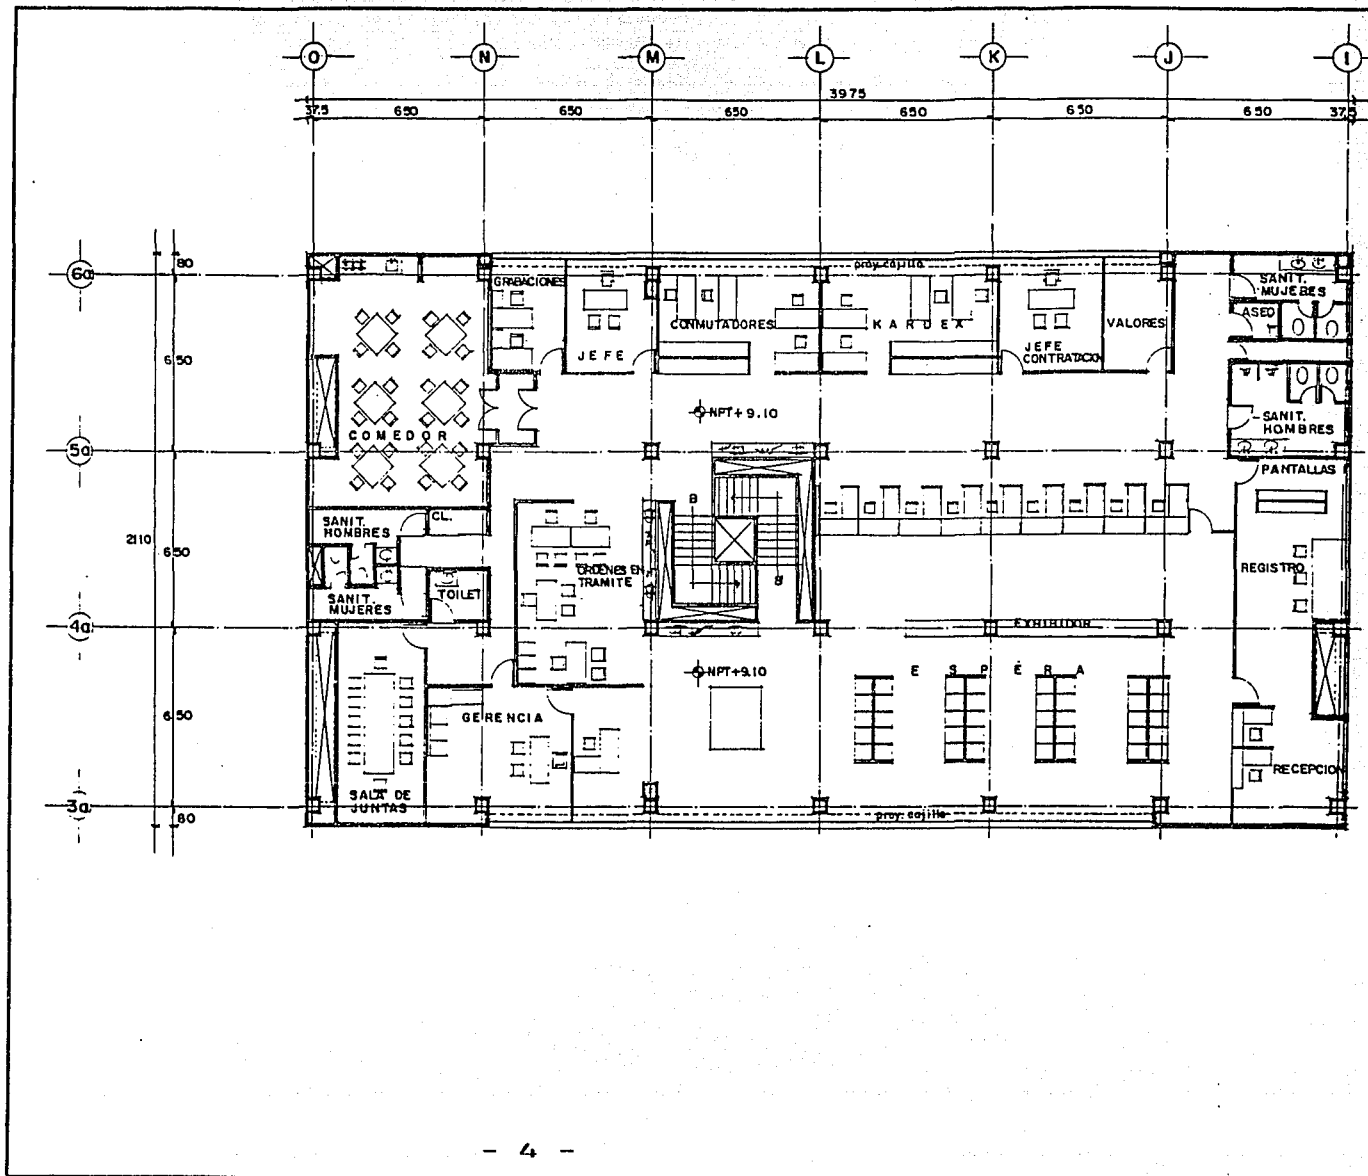 O N M L K J I
3975
37.5 650 650 650 650 650 650 37.5
6a
80
proy. cajillo
GRABACIONES
SANIT.
MUJERES
ASEO
CONMUTADORES
KARDEX
VALORES
JEFE
JEFE
CONTRATACION
650
NPT+9.10
SANIT.
HOMBRES
COMEDOR
5a
PANTALLAS
B
SANIT.
HOMBRES
CL.
2110
650
ORDENES EN
TRAMITE
B
REGISTRO
TOILET
SANIT.
MUJERES
4a
EXHIBIDOR
NPT+9.10
ESPERA
650
GERENCIA
RECEPCION
SALA DE
JUNTAS
3a
80
proy. cajillo
- 4 -